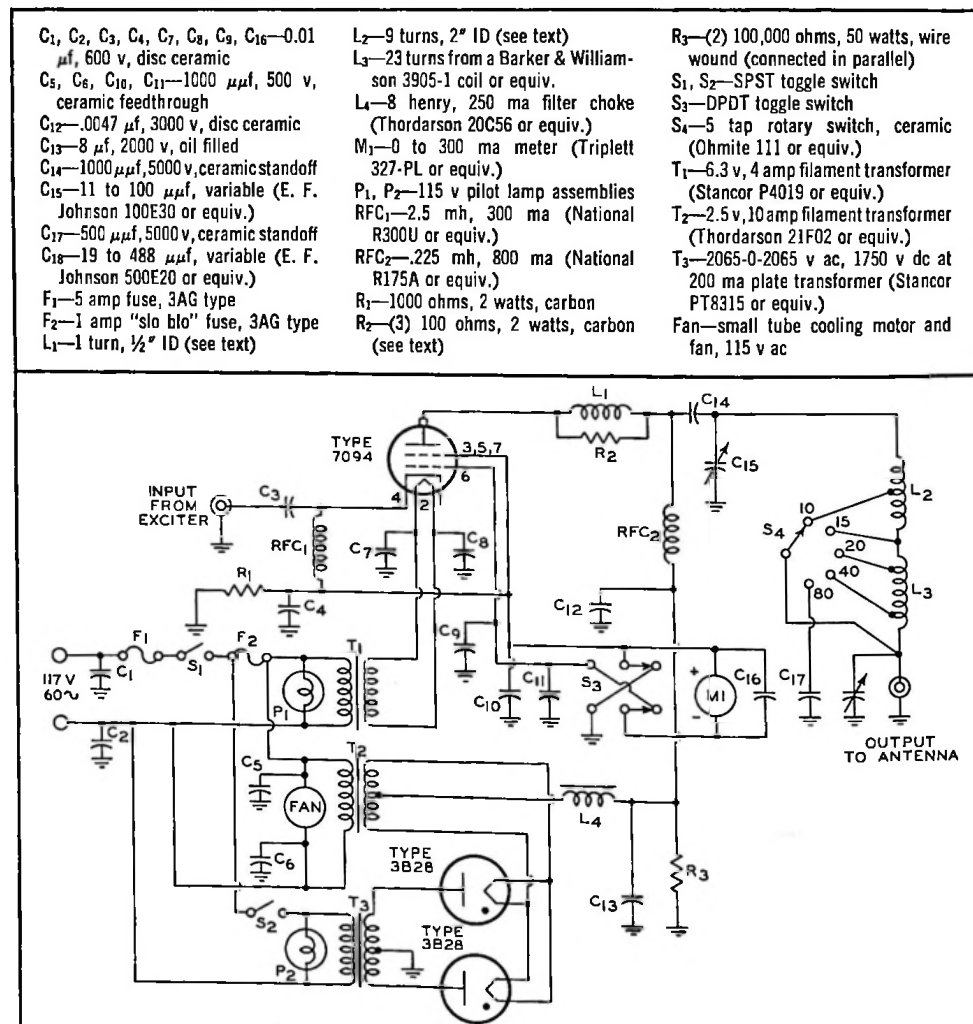 C1, C2, C3, C4, C7, C8, C9, C16—0.01
μf, 600 v, disc ceramic
C5, C6, C10, C11—1000 μμf, 500 v,
ceramic feedthrough
C12—.0047 μf, 3000 v, disc ceramic
C13—8 μf, 2000 v, oil filled
C14—1000 μμf, 5000 v, ceramic standoff
C15—11 to 100 μμf, variable (E. F.
Johnson 100E30 or equiv.)
C17—500 μμf, 5000 v, ceramic standoff
C18—19 to 488 μμf, variable (E. F.
Johnson 500E20 or equiv.)
F1—5 amp fuse, 3AG type
F2—1 amp "slo blo" fuse, 3AG type
L1—1 turn, ½" ID (see text)
L2—9 turns, 2" ID (see text)
L3—23 turns from a Barker & William-
son 3905-1 coil or equiv.
L4—8 henry, 250 ma filter choke
(Thordarson 20C56 or equiv.)
M1—0 to 300 ma meter (Triplett
327-PL or equiv.)
P1, P2—115 v pilot lamp assemblies
RFC1—2.5 mh, 300 ma (National
R300U or equiv.)
RFC2—.225 mh, 800 ma (National
R175A or equiv.)
R1—1000 ohms, 2 watts, carbon
R2—(3) 100 ohms, 2 watts, carbon
(see text)
R3—(2) 100,000 ohms, 50 watts, wire
wound (connected in parallel)
S1, S2—SPST toggle switch
S3—DPDT toggle switch
S4—5 tap rotary switch, ceramic
(Ohmite 111 or equiv.)
T1—6.3 v, 4 amp filament transformer
(Stancor P4019 or equiv.)
T2—2.5 v, 10 amp filament transformer
(Thordarson 21F02 or equiv.)
T3—2065-0-2065 v ac, 1750 v dc at
200 ma plate transformer (Stancor
PT8315 or equiv.)
Fan—small tube cooling motor and
fan, 115 v ac
L1
C14
R2
TYPE
7094
3,5,7
6
4
2
C15
INPUT
FROM
EXCITER
C3
RFC1
C7
C8
RFC2
L2
10
15
20
40
80
S4
L3
R1
C4
C12
C9
F1
S1
F2
T1
C1
117 V
60~
P1
C2
C10
C11
S3
+
M1
-
C16
C17
OUTPUT
TO ANTENNA
T2
C5
FAN
C6
L4
TYPE
3B28
C13
R3
S2
T3
P2
TYPE
3B28